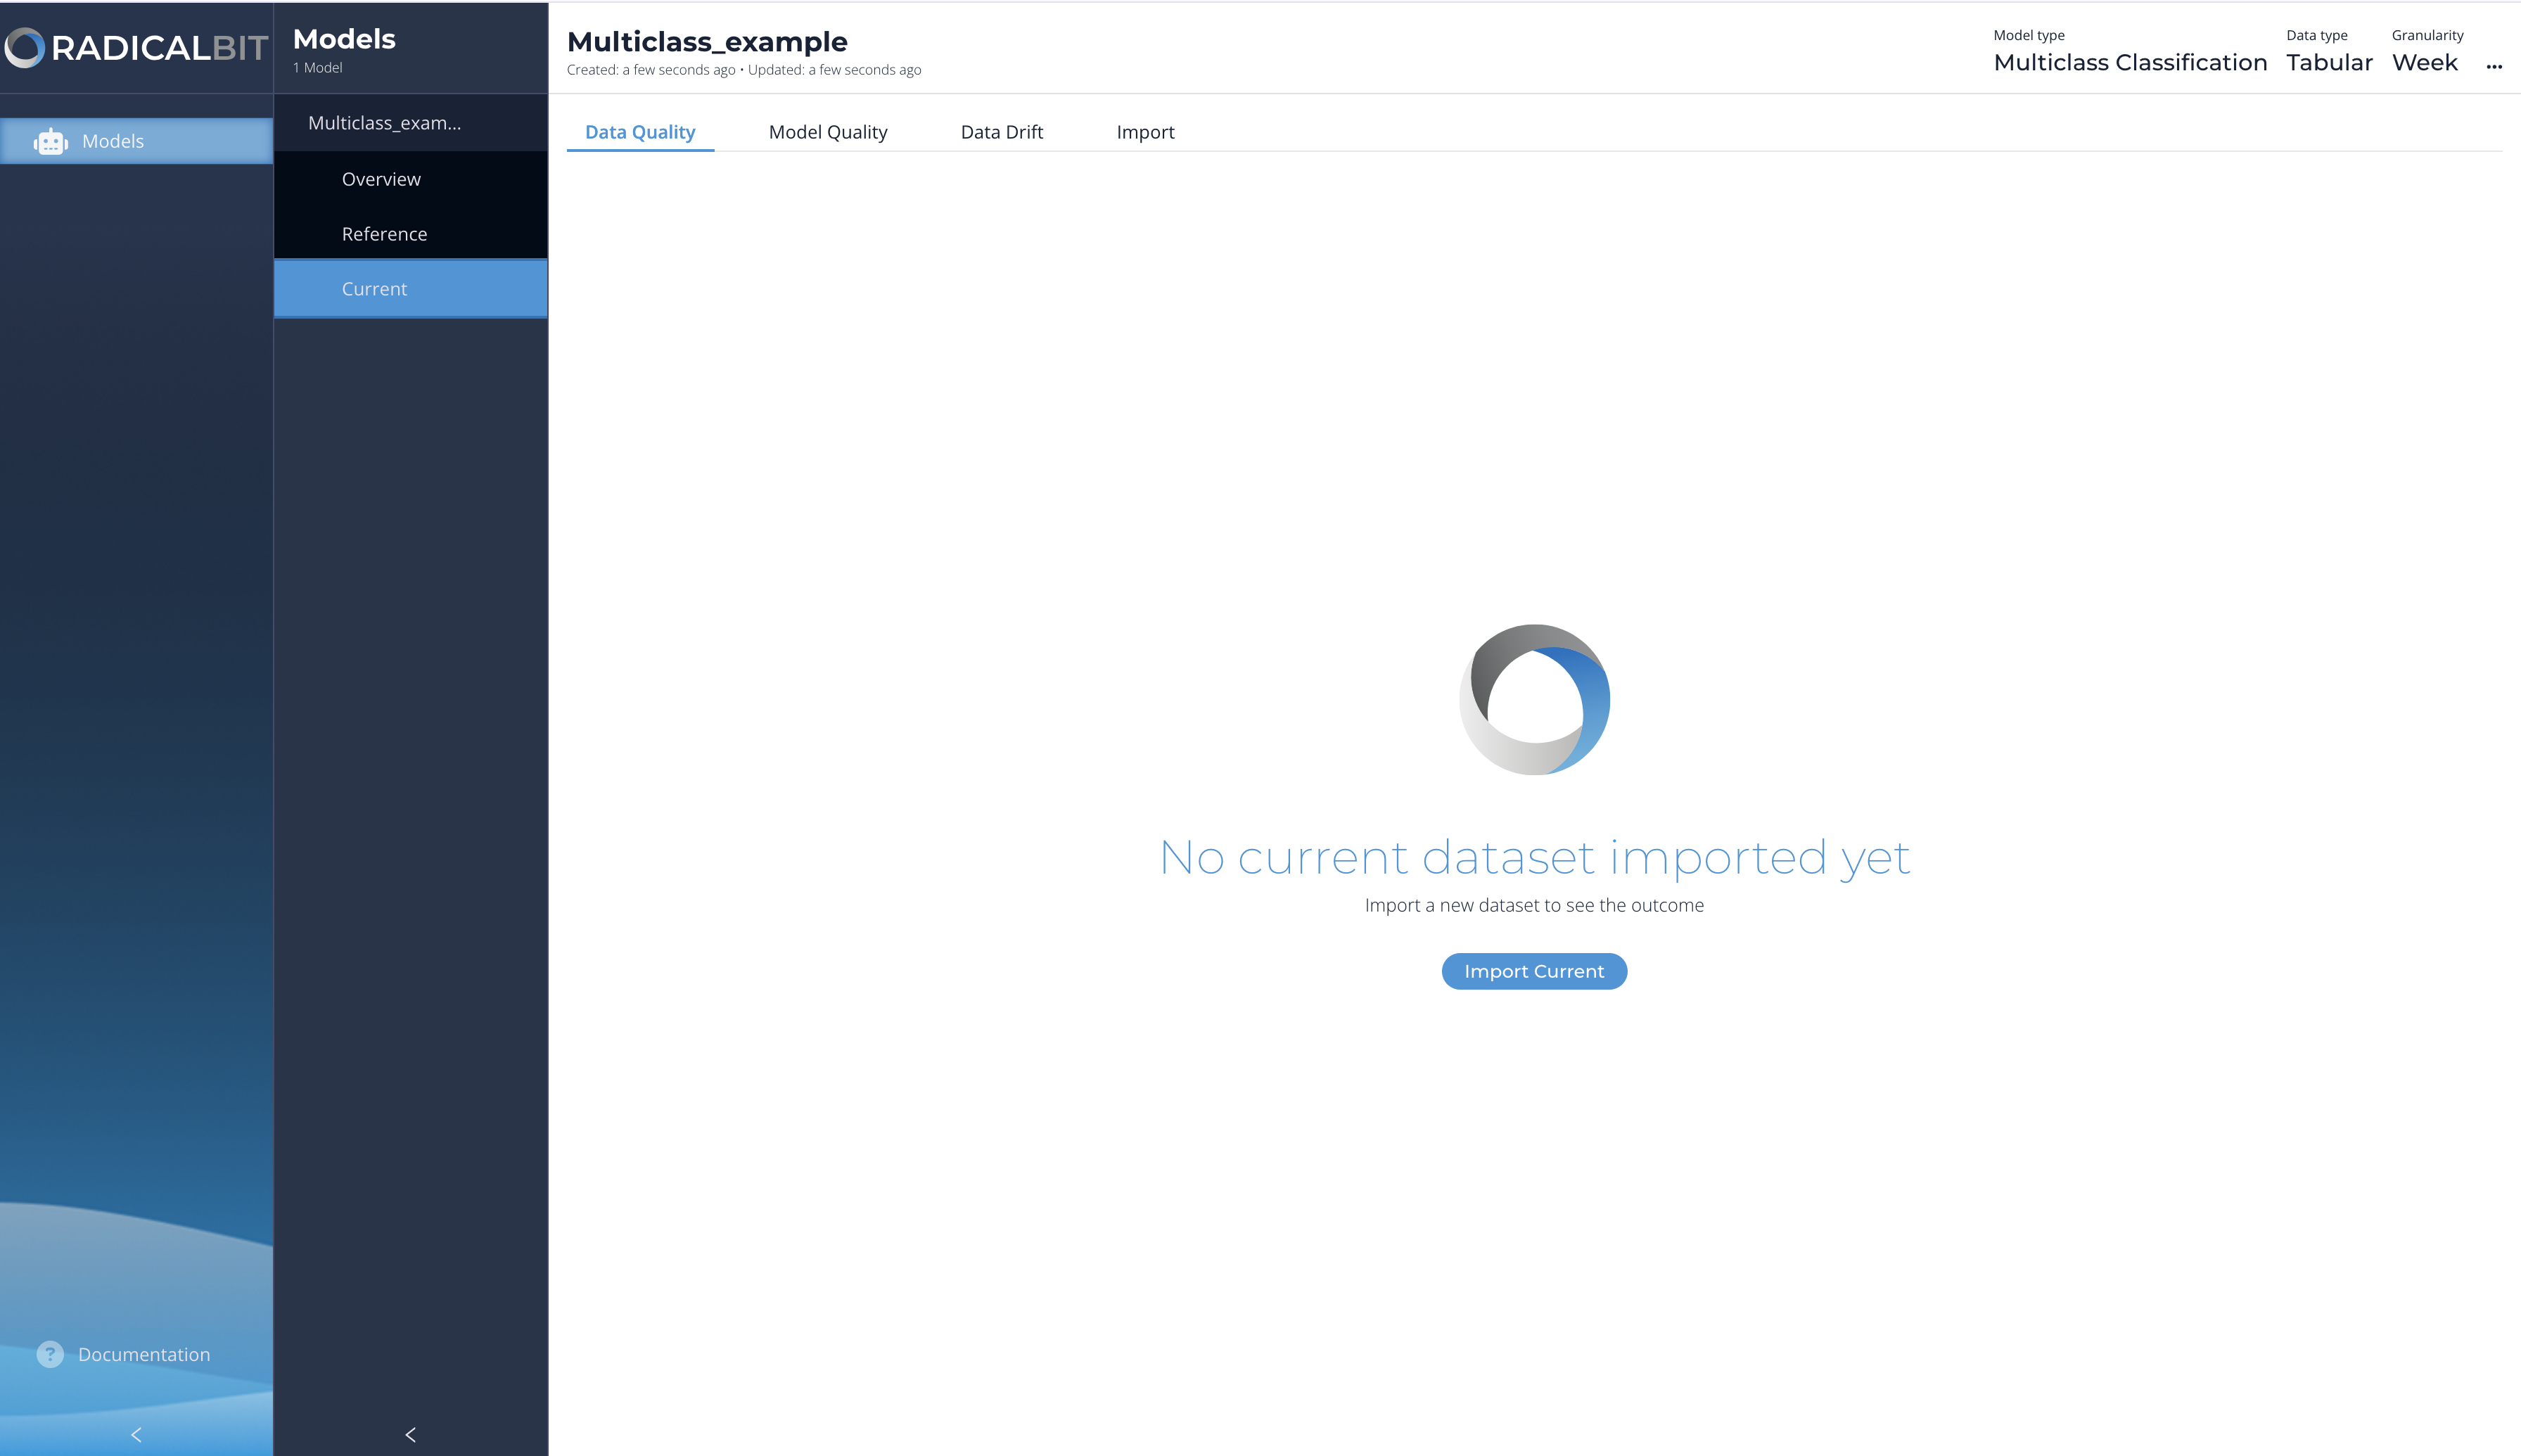 RADICALBIT
Models
Documentation
Models
1 Model
Multiclass_exam...
Overview
Reference
Current
Multiclass_example
Created: a few seconds ago • Updated: a few seconds ago
Model type
Multiclass Classification
Data type
Tabular
Granularity
Week
...
Data Quality
Model Quality
Data Drift
Import
No current dataset imported yet
Import a new dataset to see the outcome
Import Current